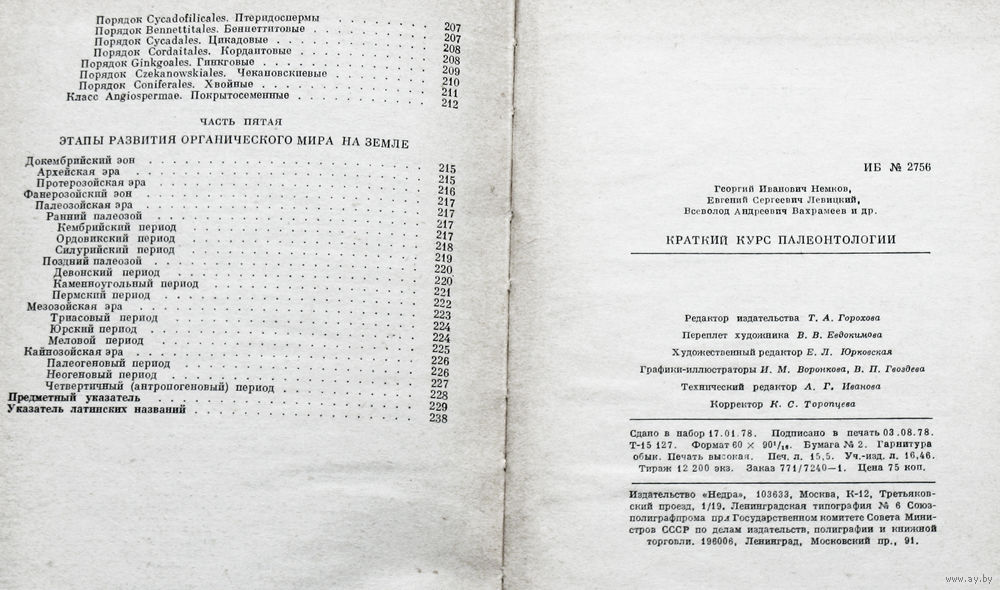 Порядок Cycadofilicales. Птеридоспермы . . . . . . . . 207
Порядок Bennettitales. Беннеттитовые . . . . . . . . 207
Порядок Cycadales. Цикадовые . . . . . . . . 208
Порядок Cordaitales. Кордаитовые . . . . . . . . 208
Порядок Ginkgoales. Гинкговые . . . . . . . . 209
Порядок Czekanowskiales. Чекановскиевые . . . . . . . . 210
Порядок Coniferales. Хвойные . . . . . . . . 211
Класс Angiospermae. Покрытосеменные . . . . . . . . 212
ЧАСТЬ ПЯТАЯ
ЭТАПЫ РАЗВИТИЯ ОРГАНИЧЕСКОГО МИРА НА ЗЕМЛЕ
Докембрийский эон . . . . . . . . 215
Архейская эра . . . . . . . . 215
Протерозойская эра . . . . . . . . 216
Фанерозойский эон . . . . . . . . 217
Палеозойская эра . . . . . . . . 217
Ранний палеозой . . . . . . . . 217
Кембрийский период . . . . . . . . 217
Ордовикский период . . . . . . . . 218
Силурийский период . . . . . . . . 219
Поздний палеозой . . . . . . . . 220
Девонский период . . . . . . . . 220
Каменноугольный период . . . . . . . . 221
Пермский период . . . . . . . . 222
Мезозойская эра . . . . . . . . 223
Триасовый период . . . . . . . . 224
Юрский период . . . . . . . . 224
Меловой период . . . . . . . . 225
Кайнозойская эра . . . . . . . . 226
Палеогеновый период . . . . . . . . 226
Неогеновый период . . . . . . . . 227
Четвертичный (антропогеновый) период . . . . . . . . 228
Предметный указатель . . . . . . . . 229
Указатель латинских названий . . . . . . . . 238
ИБ № 2756
Георгий Иванович Немков,
Евгений Сергеевич Левицкий,
Всеволод Андреевич Вахрамеев и др.
КРАТКИЙ КУРС ПАЛЕОНТОЛОГИИ
Редактор издательства Т. А. Горохова
Переплет художника В. В. Евдокимова
Художественный редактор Е. Л. Юрковская
Графики-иллюстраторы И. М. Воронкова, В. П. Гвоздева
Технический редактор А. Г. Иванова
Корректор К. С. Торопцева
Сдано в набор 17.01.78. Подписано в печать 03.08.78.
Т-15 127. Формат 60 × 90¹/₁₆. Бумага № 2. Гарнитура
обык. Печать высокая. Печ. л. 15,5. Уч.-изд. л. 16,46.
Тираж 12 200 экз. Заказ 771/7240—1. Цена 75 коп.
Издательство «Недра», 103633, Москва, К-12, Третьяков-
ский проезд, 1/19. Ленинградская типография № 6 Союз-
полиграфпрома при Государственном комитете Совета Мини-
стров СССР по делам издательств, полиграфии и книжной
торговли. 196006, Ленинград, Московский пр., 91.
www.ay.by